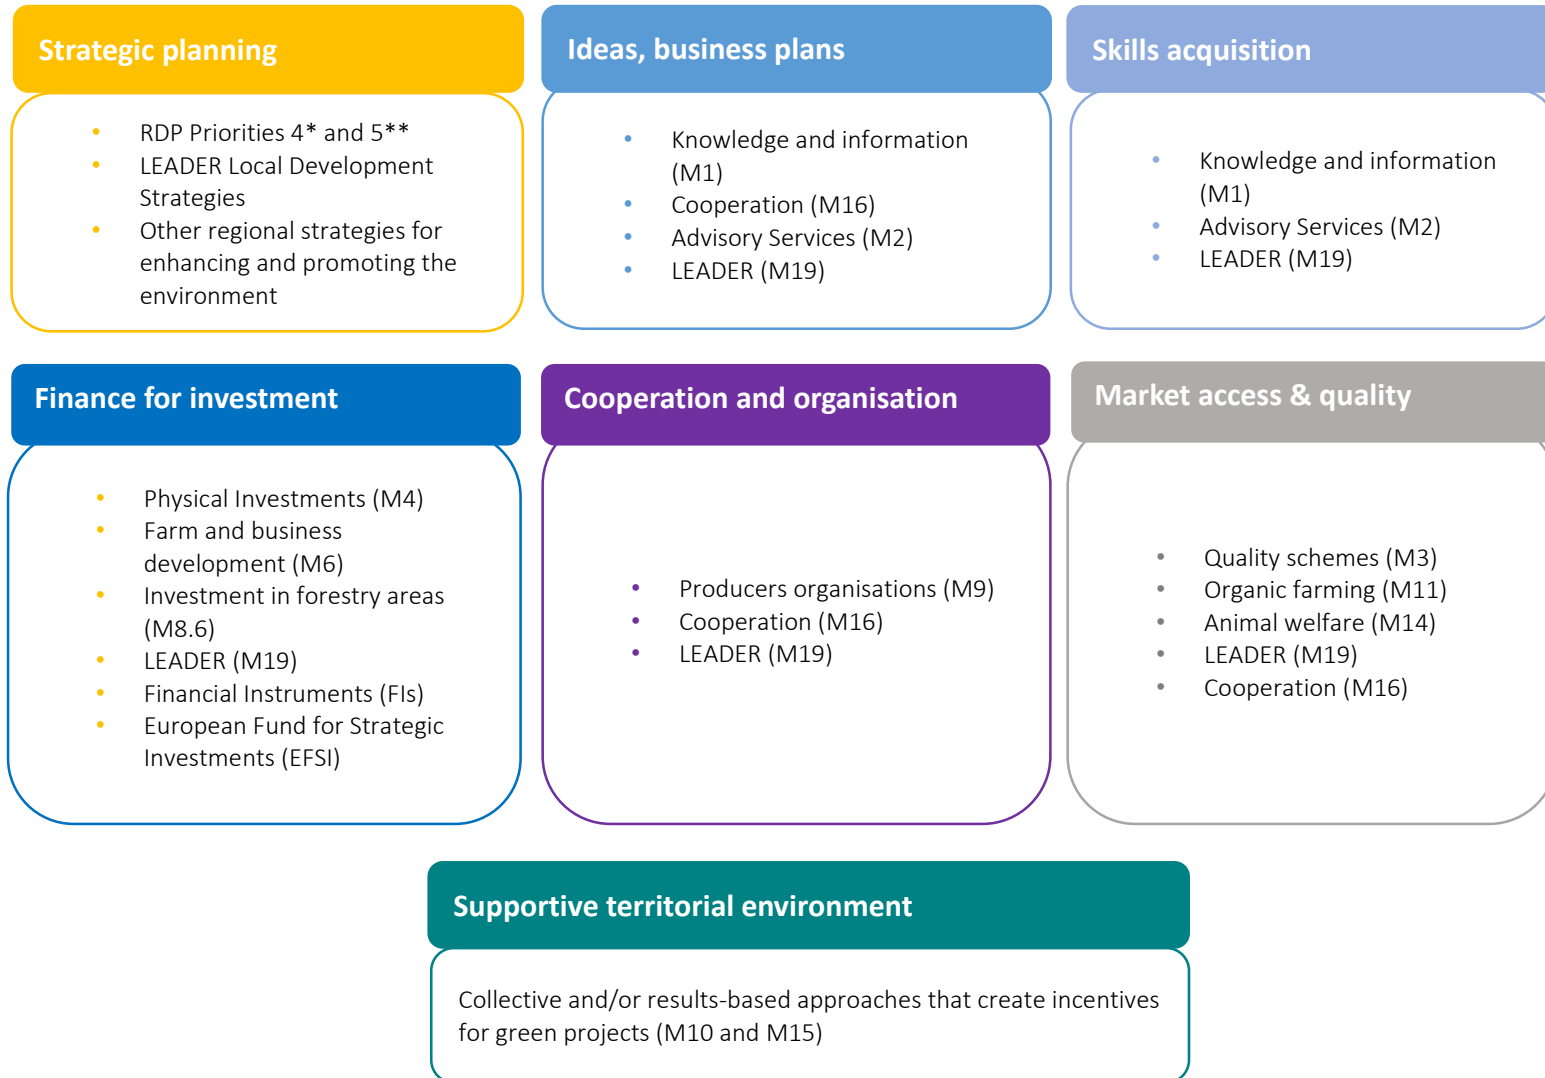 Strategic planning
• RDP Priorities 4* and 5**
• LEADER Local Development
Strategies
• Other regional strategies for
enhancing and promoting the
environment
Ideas, business plans
• Knowledge and information
(M1)
• Cooperation (M16)
• Advisory Services (M2)
• LEADER (M19)
Skills acquisition
• Knowledge and information
(M1)
• Advisory Services (M2)
• LEADER (M19)
Finance for investment
• Physical Investments (M4)
• Farm and business
development (M6)
• Investment in forestry areas
(M8.6)
• LEADER (M19)
• Financial Instruments (FIs)
• European Fund for Strategic
Investments (EFSI)
Cooperation and organisation
• Producers organisations (M9)
• Cooperation (M16)
• LEADER (M19)
Market access & quality
• Quality schemes (M3)
• Organic farming (M11)
• Animal welfare (M14)
• LEADER (M19)
• Cooperation (M16)
Supportive territorial environment
Collective and/or results-based approaches that create incentives
for green projects (M10 and M15)